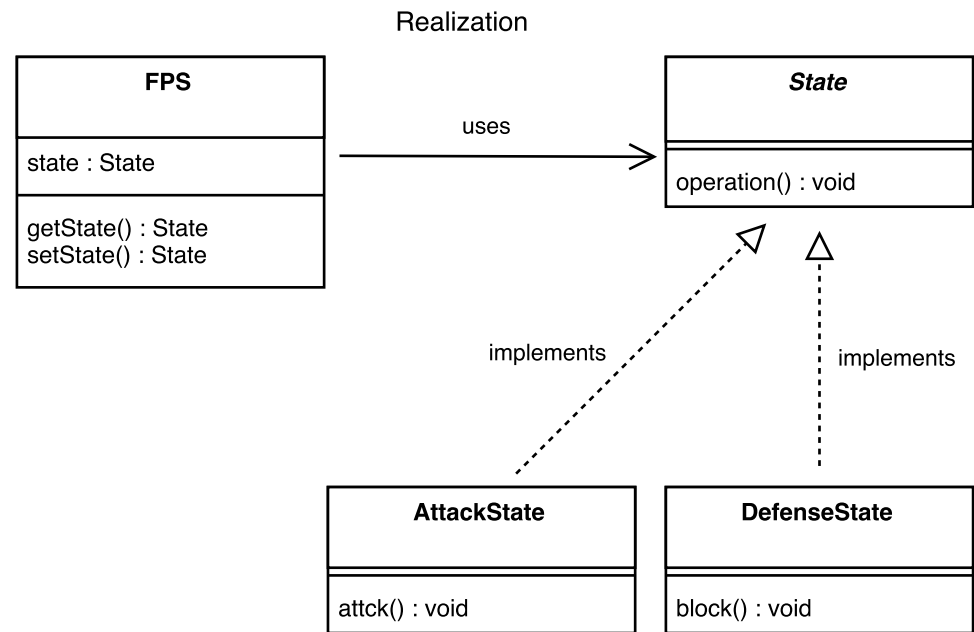 Realization
FPS
state : State
getState() : State
setState() : State
uses
State
operation() : void
implements
implements
AttackState
attck() : void
DefenseState
block() : void